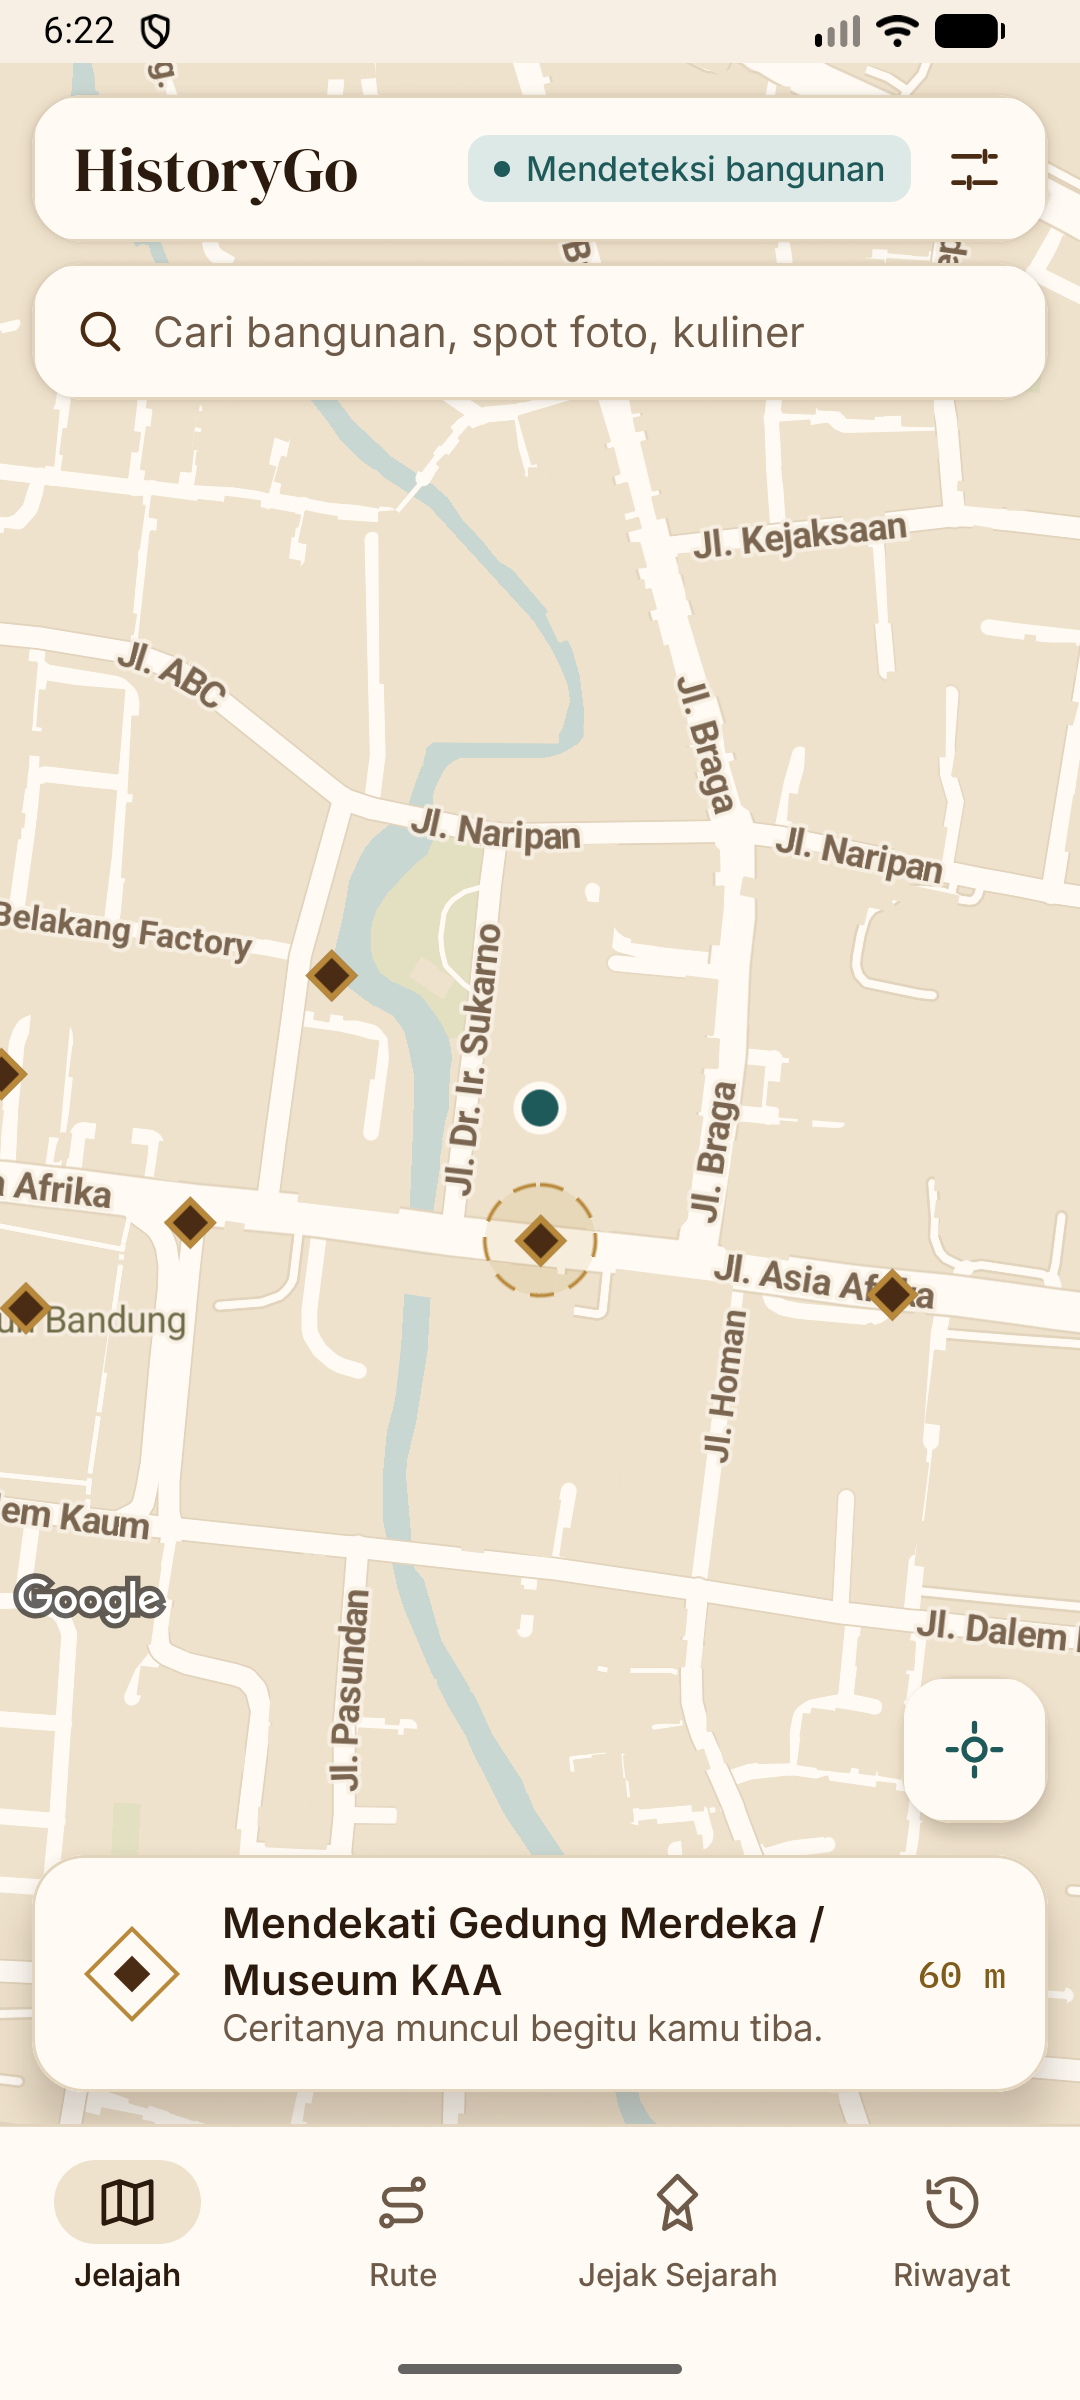 6:22
g.
HistoryGo
Mendeteksi bangunan
Cari bangunan, spot foto, kuliner
Jl. Kejaksaan
Jl. ABC
Jl. Braga
Jl. Naripan
Jl. Naripan
Belakang Factory
Jl. Dr. Ir. Sukarno
Jl. Braga
Afrika
Jl. Asia
Bandung
Jl. Homan
em Kaum
Google
Jl. Dalem
Jl. Pasundan
Mendekati Gedung Merdeka /
Museum KAA
60 m
Ceritanya muncul begitu kamu tiba.
Jelajah
Rute
Jejak Sejarah
Riwayat